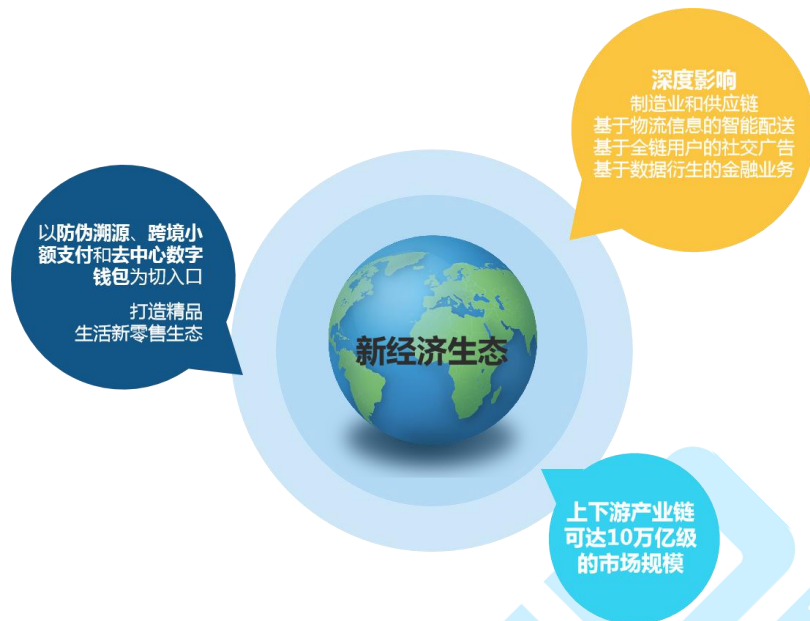 深度影响
制造业和供应链
基于物流信息的智能配送
基于全链用户的社交广告
基于数据衍生的金融业务
以防伪溯源、跨境小
额支付和去中心数字
钱包为切入口
打造精品
生活新零售生态
新经济生态
上下游产业链
可达10万亿级
的市场规模